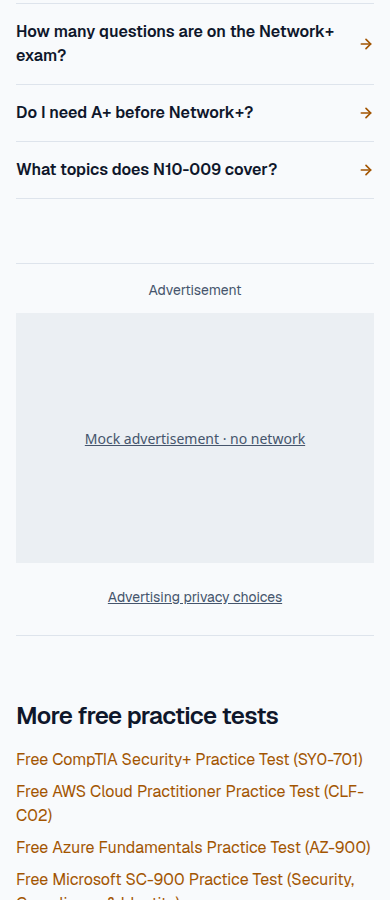 How many questions are on the Network+
exam?
Do I need A+ before Network+?
What topics does N10-009 cover?
Advertisement
Mock advertisement · no network
Advertising privacy choices
More free practice tests
Free CompTIA Security+ Practice Test (SY0-701)
Free AWS Cloud Practitioner Practice Test (CLF-
C02)
Free Azure Fundamentals Practice Test (AZ-900)
Free Microsoft SC-900 Practice Test (Security,